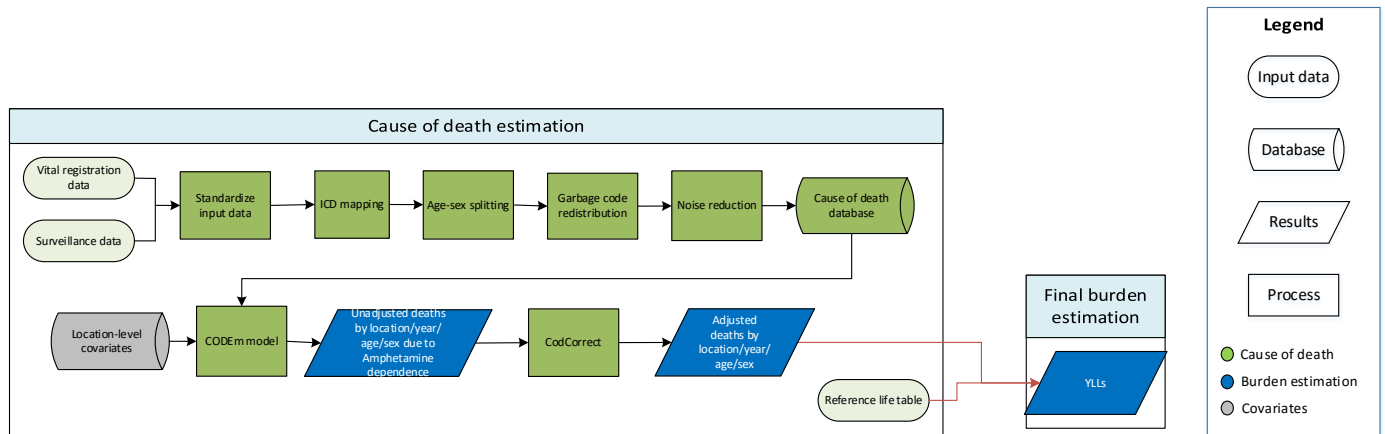 Cause of death estimation
Vital registration
data
Surveillance data
Standardize
input data
ICD mapping
Age-sex splitting
Garbage code
redistribution
Noise reduction
Cause of death
database
Location-level
covariates
CODEm model
Unadjusted deaths
by location/year/
age/sex due to
Amphetamine
dependence
CodCorrect
Adjusted
deaths by
location/year/
age/sex
Reference life table
Final burden
estimation
YLLs
Legend
Input data
Database
Results
Process
Cause of death
Burden estimation
Covariates